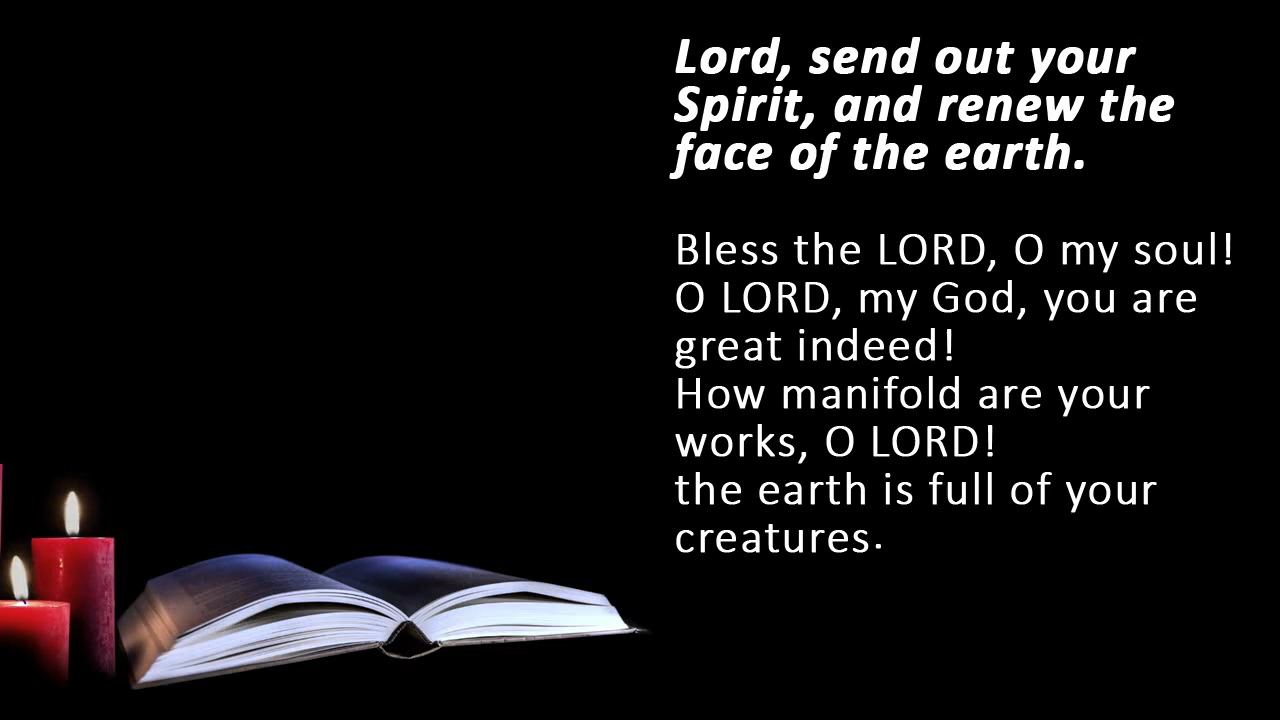 Lord, send out your
Spirit, and renew the
face of the earth.
Bless the LORD, O my soul!
O LORD, my God, you are
great indeed!
How manifold are your
works, O LORD!
the earth is full of your
creatures.